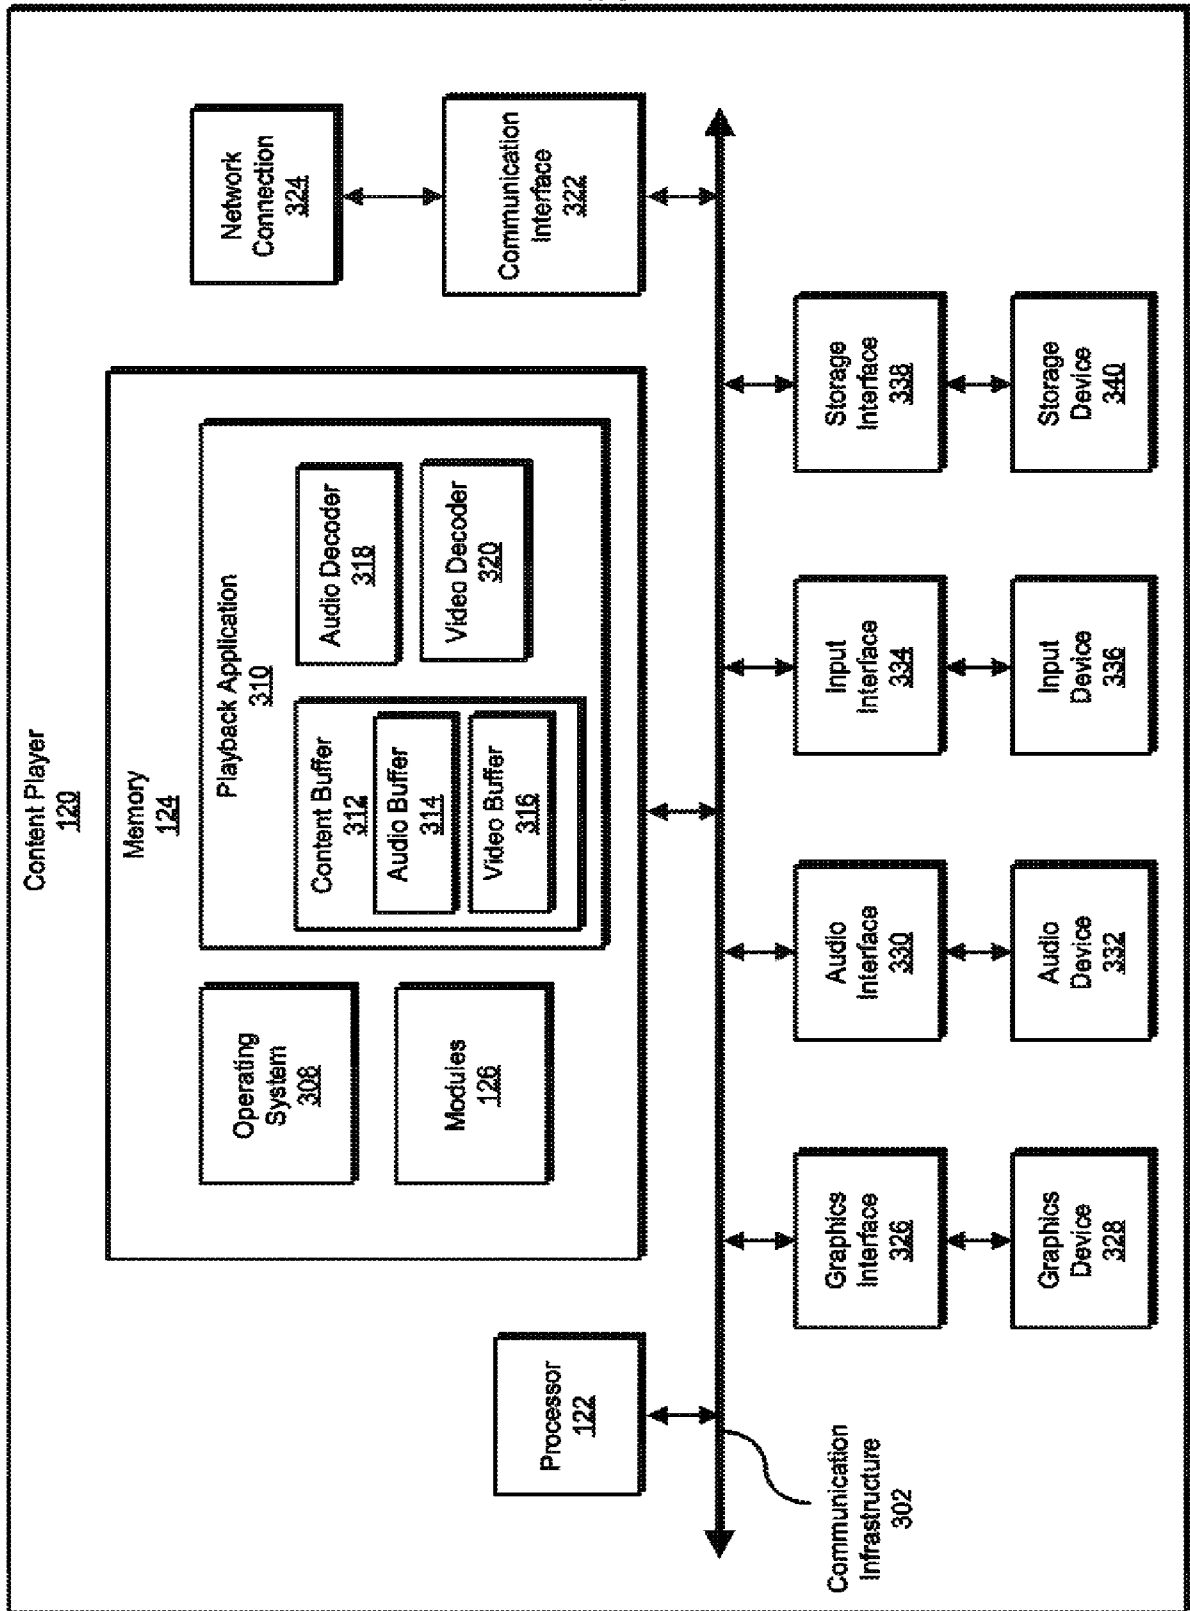 Content Player
120
Memory
124
Operating
System
308
Modules
126
Playback Application
310
Content Buffer
312
Audio Buffer
314
Video Buffer
316
Audio Decoder
318
Video Decoder
320
Network
Connection
324
Communication
Interface
322
Processor
122
Communication
Infrastructure
302
Graphics
Interface
326
Graphics
Device
328
Audio
Interface
330
Audio
Device
332
Input
Interface
334
Input
Device
336
Storage
Interface
338
Storage
Device
340